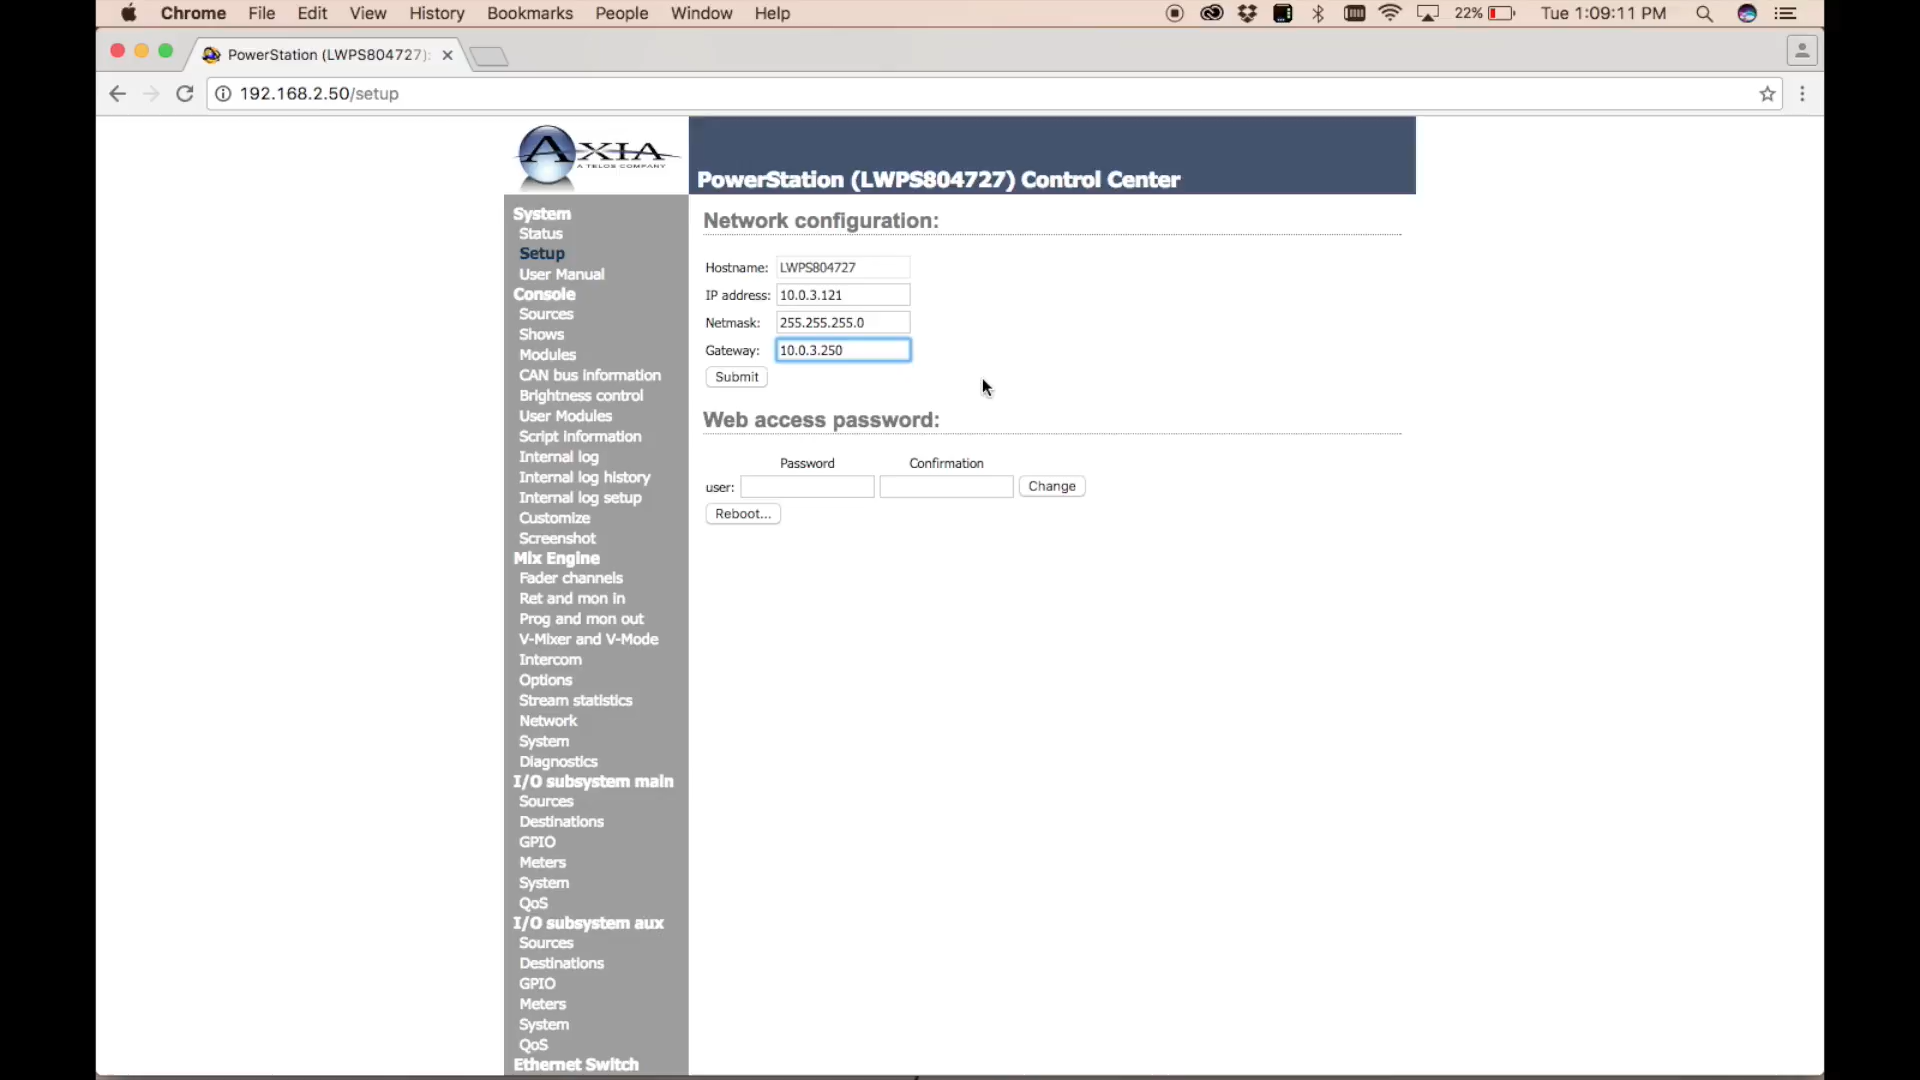 Chrome File Edit View History Bookmarks People Window Help 22% Tue 1:09:11 PM
PowerStation (LWPS804727):
192.168.2.50/setup
AXIA
A TELOS COMPANY
PowerStation (LWPS804727) Control Center
System
Status
Setup
User Manual
Console
Sources
Shows
Modules
CAN bus information
Brightness control
User Modules
Script information
Internal log
Internal log history
Internal log setup
Customize
Screenshot
Mix Engine
Fader channels
Ret and mon in
Prog and mon out
V-Mixer and V-Mode
Intercom
Options
Stream statistics
Network
System
Diagnostics
I/O subsystem main
Sources
Destinations
GPIO
Meters
System
QoS
I/O subsystem aux
Sources
Destinations
GPIO
Meters
System
QoS
Ethernet Switch
Network configuration:
Hostname: LWPS804727
IP address: 10.0.3.121
Netmask: 255.255.255.0
Gateway: 10.0.3.250
Submit
Web access password:
Password Confirmation
user: Change
Reboot...